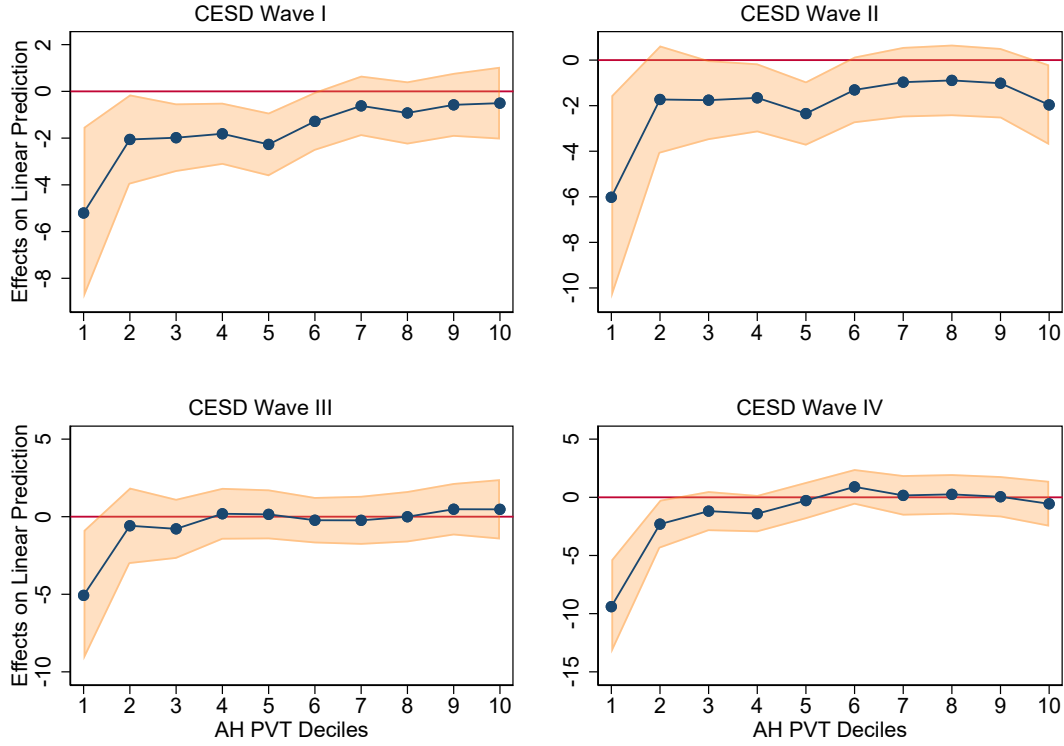 CESD Wave I
Effects on Linear Prediction
2
0
-2
-4
-6
-8
1 2 3 4 5 6 7 8 9 10
CESD Wave II
0
-2
-4
-6
-8
-10
1 2 3 4 5 6 7 8 9 10
CESD Wave III
Effects on Linear Prediction
5
0
-5
-10
1 2 3 4 5 6 7 8 9 10
AH PVT Deciles
CESD Wave IV
5
0
-5
-10
-15
1 2 3 4 5 6 7 8 9 10
AH PVT Deciles